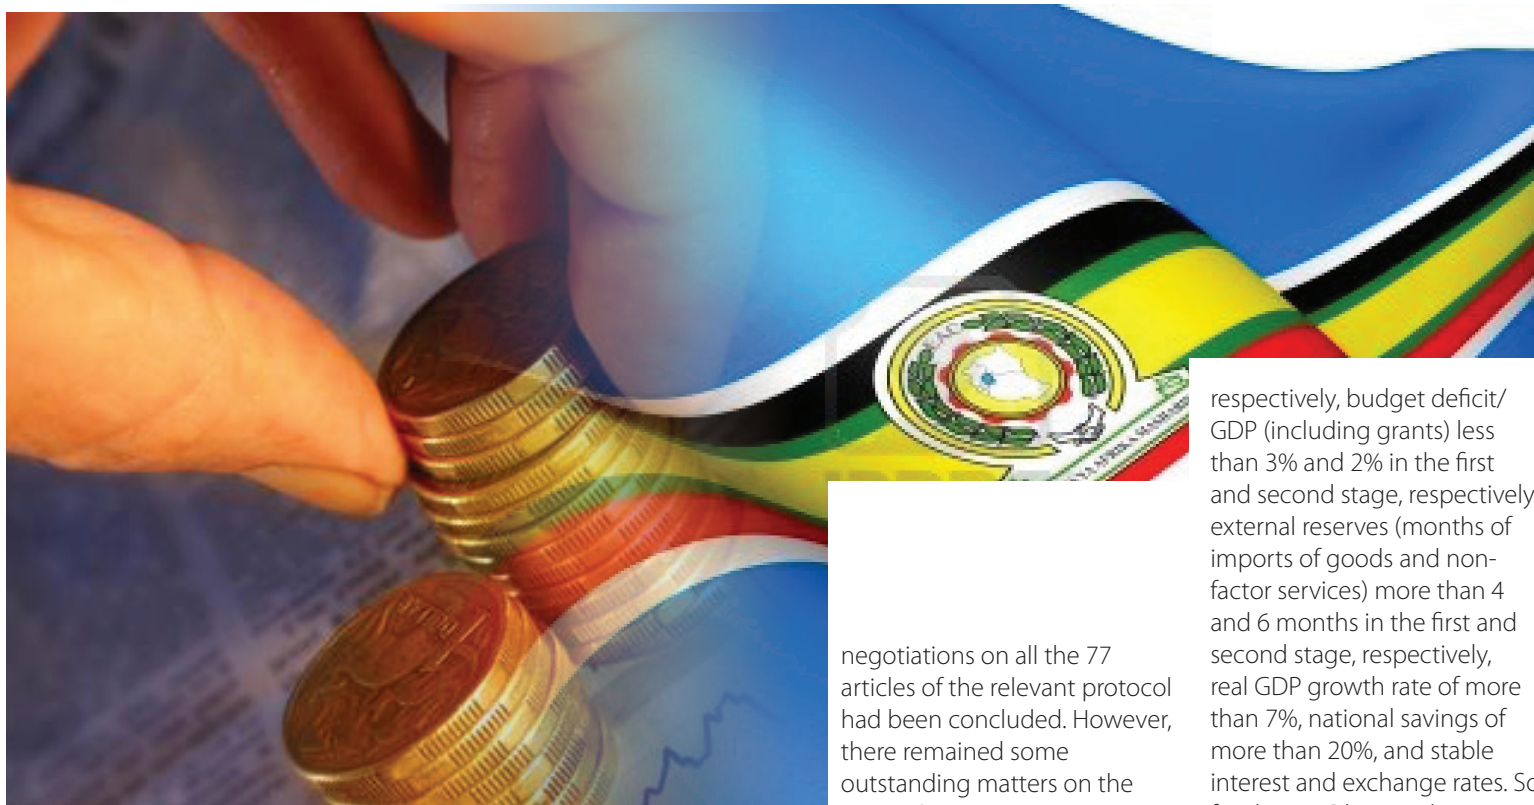 negotiations on all the 77
articles of the relevant protocol
had been concluded. However,
there remained some
outstanding matters on the
respectively, budget deficit/
GDP (including grants) less
than 3% and 2% in the first
and second stage, respectively
external reserves (months of
imports of goods and non-
factor services) more than 4
and 6 months in the first and
second stage, respectively,
real GDP growth rate of more
than 7%, national savings of
more than 20%, and stable
interest and exchange rates. So